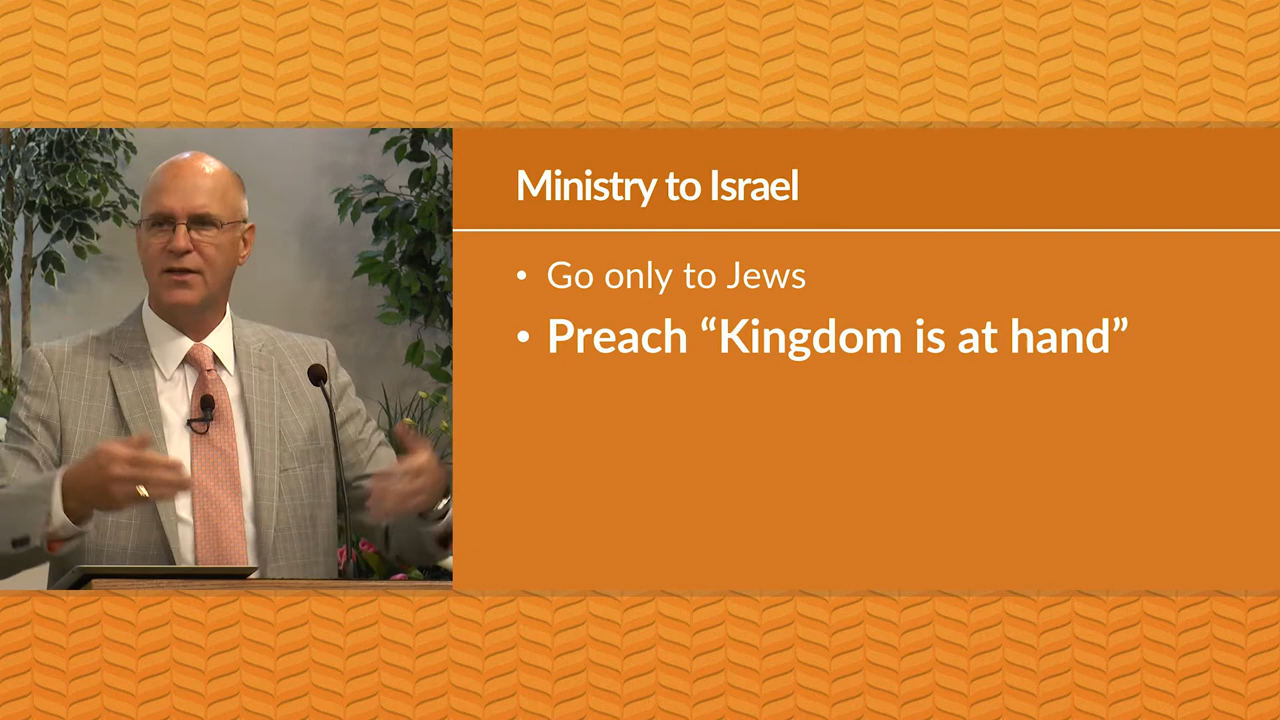 Ministry to Israel
• Go only to Jews
• Preach “Kingdom is at hand”